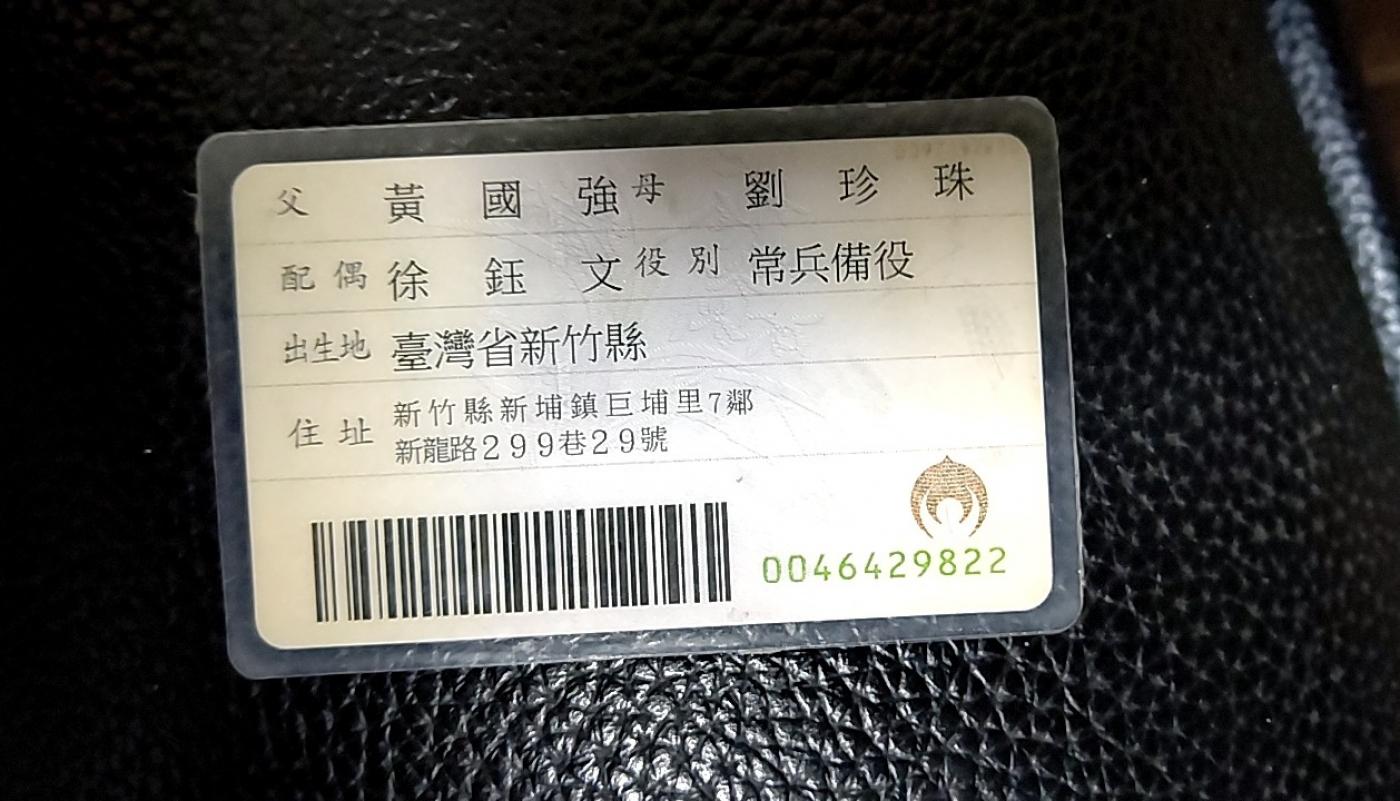 父 黃國強 母 劉珍珠
配偶 徐鈺文 役別 常兵備役
出生地 臺灣省新竹縣
住址 新竹縣新埔鎮巨埔里7鄰
新龍路299巷29號
0046429822